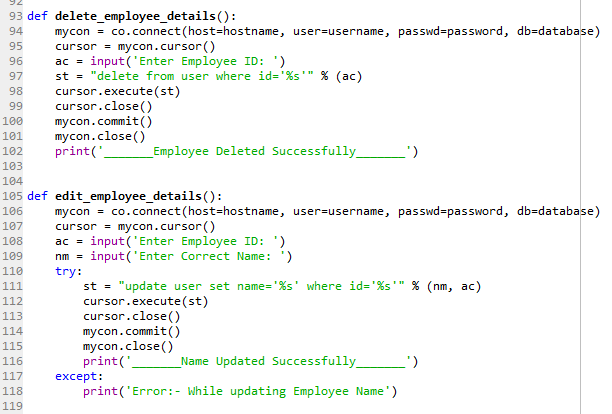 92
93 def delete_employee_details():
94     mycon = co.connect(host=hostname, user=username, passwd=password, db=database)
95     cursor = mycon.cursor()
96     ac = input('Enter Employee ID: ')
97     st = "delete from user where id='%s'" % (ac)
98     cursor.execute(st)
99     cursor.close()
100     mycon.commit()
101     mycon.close()
102     print('_______Employee Deleted Successfully_______')
103
104
105 def edit_employee_details():
106     mycon = co.connect(host=hostname, user=username, passwd=password, db=database)
107     cursor = mycon.cursor()
108     ac = input('Enter Employee ID: ')
109     nm = input('Enter Correct Name: ')
110     try:
111         st = "update user set name='%s' where id='%s'" % (nm, ac)
112         cursor.execute(st)
113         cursor.close()
114         mycon.commit()
115         mycon.close()
116         print('_______Name Updated Successfully_______')
117     except:
118         print('Error:- While updating Employee Name')
119